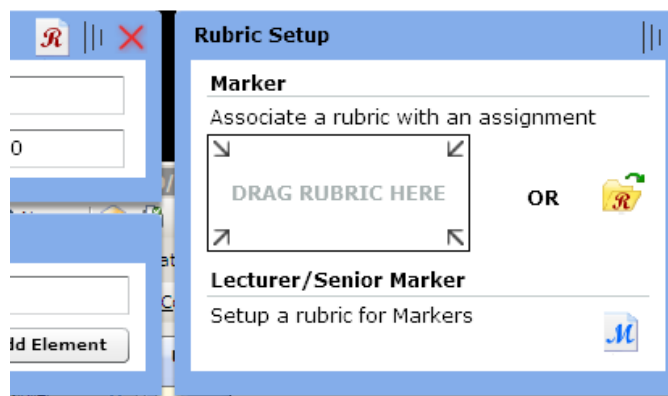 Rubric Setup
Marker
Associate a rubric with an assignment
DRAG RUBRIC HERE
OR
R
Lecturer/Senior Marker
Setup a rubric for Markers
M
R
0
dd Element